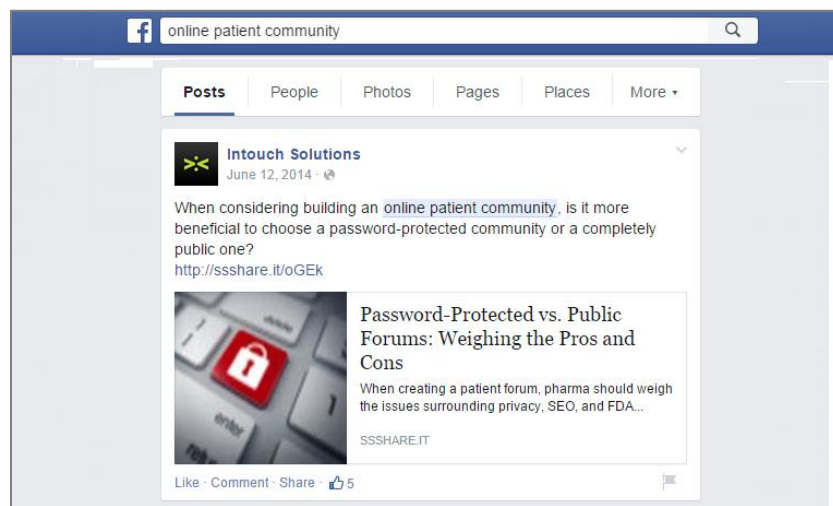 online patient community
Posts People Photos Pages Places More
Intouch Solutions
June 12, 2014 ·
When considering building an online patient community, is it more
beneficial to choose a password-protected community or a completely
public one?
http://ssshare.it/oGEk
delete
enter
Password-Protected vs. Public
Forums: Weighing the Pros and
Cons
When creating a patient forum, pharma should weigh
the issues surrounding privacy, SEO, and FDA...
SSSHARE.IT
Like · Comment · Share · 5